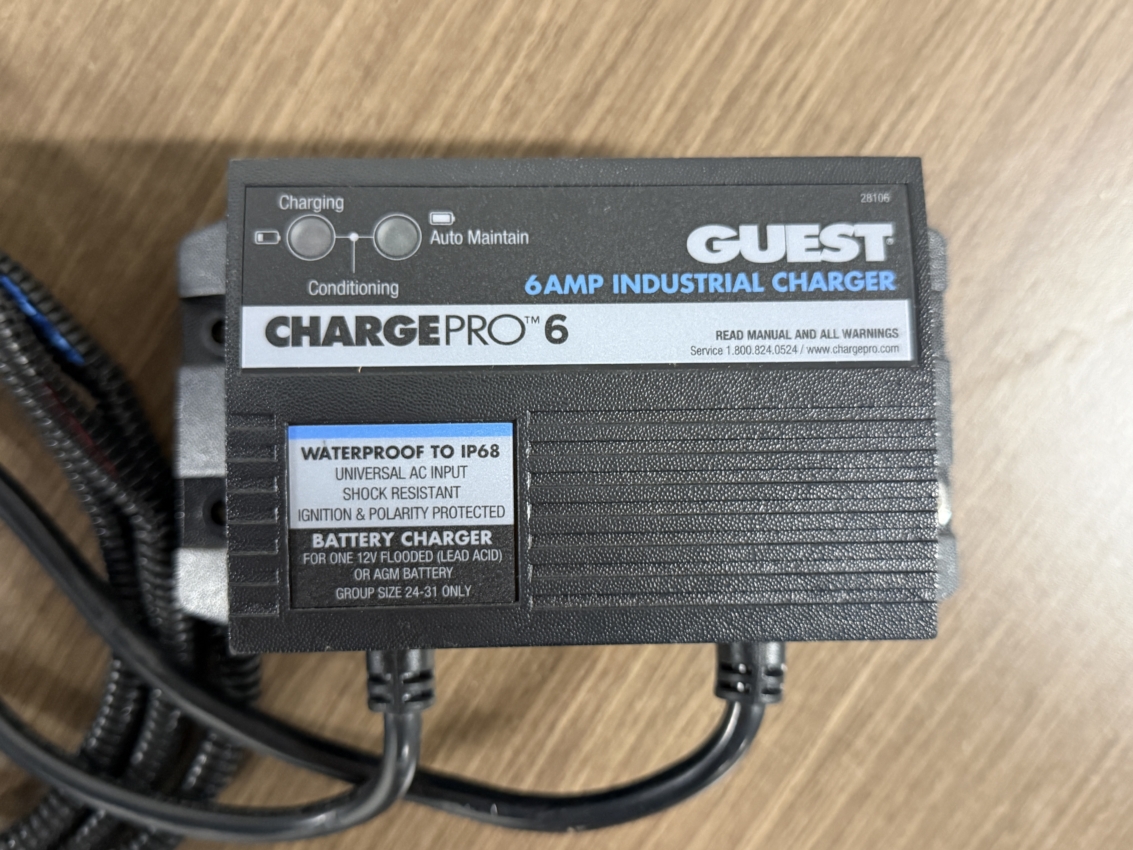 Charging
28106
Auto Maintain
GUEST
Conditioning
6 AMP INDUSTRIAL CHARGER
CHARGEPRO™ 6
READ MANUAL AND ALL WARNINGS
Service 1.800.824.0524 / www.chargepro.com
WATERPROOF TO IP68
UNIVERSAL AC INPUT
SHOCK RESISTANT
IGNITION & POLARITY PROTECTED
BATTERY CHARGER
FOR ONE 12V FLOODED (LEAD ACID)
OR AGM BATTERY
GROUP SIZE 24-31 ONLY